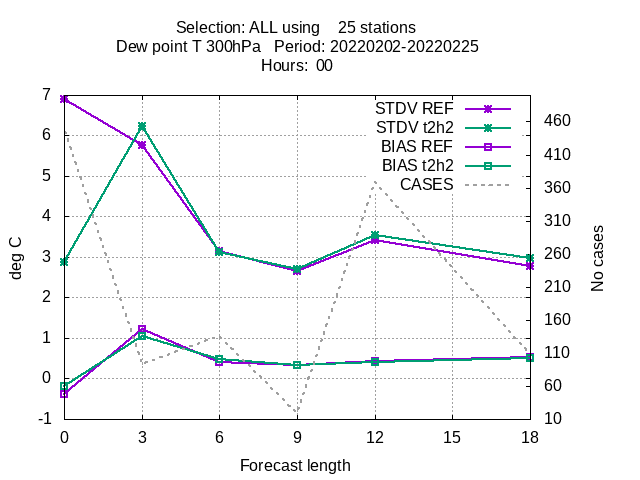 Selection: ALL using    25 stations
Dew point T 300hPa   Period: 20220202-20220225
Hours:  00
STDV REF
STDV t2h2
BIAS REF
BIAS t2h2
CASES
7
6
5
4
3
2
1
0
-1
deg C
460
410
360
310
260
210
160
110
60
10
No cases
0 3 6 9 12 15 18
Forecast length